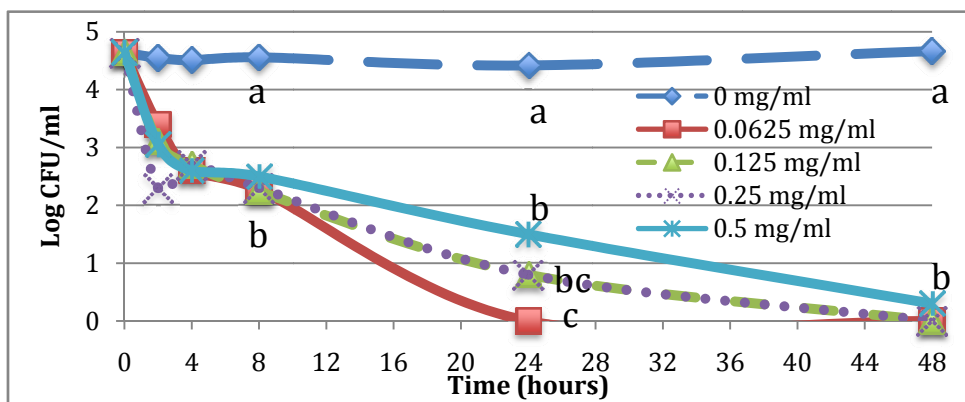 Log CFU/ml
5
4
3
2
1
0
a
a
a
b
b
bc
c
b
0 mg/ml
0.0625 mg/ml
0.125 mg/ml
0.25 mg/ml
0.5 mg/ml
0 4 8 12 16 20 24 28 32 36 40 44 48
Time (hours)